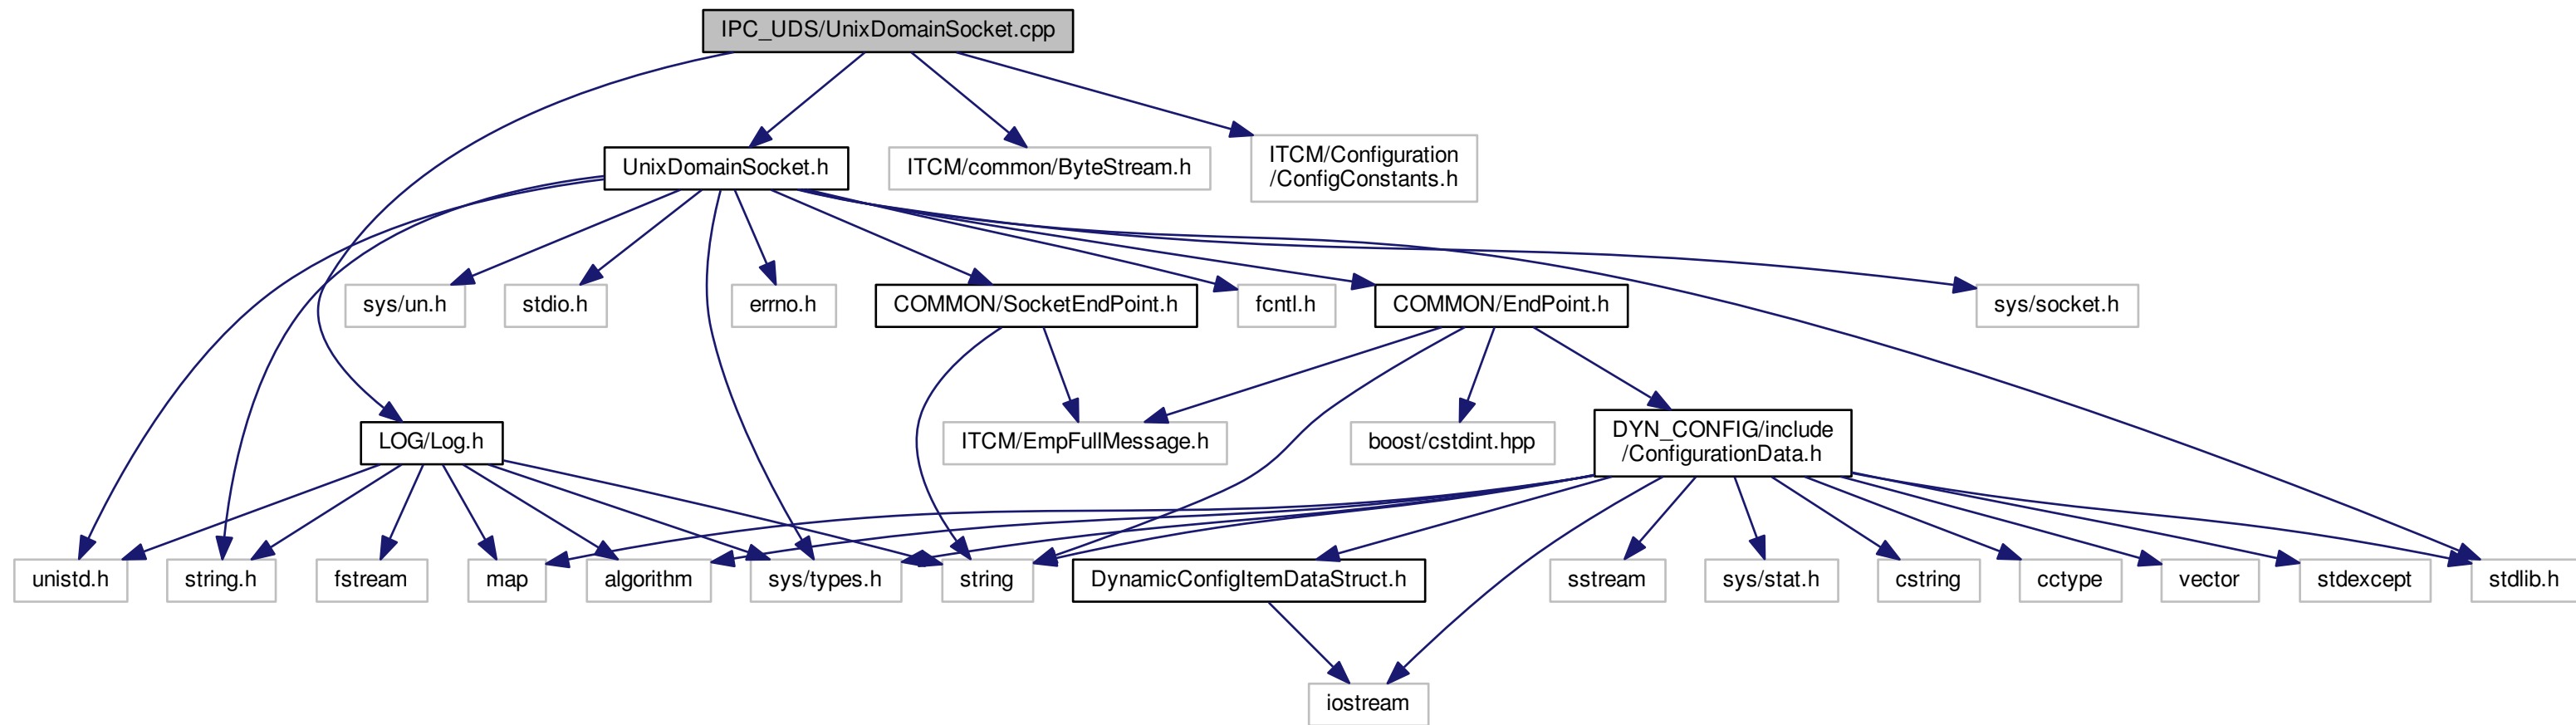 IPC_UDS/UnixDomainSocket.cpp
UnixDomainSocket.h
ITCM/common/ByteStream.h
ITCM/Configuration
/ConfigConstants.h
sys/un.h
stdio.h
errno.h
COMMON/SocketEndPoint.h
fcntl.h
COMMON/EndPoint.h
sys/socket.h
LOG/Log.h
ITCM/EmpFullMessage.h
boost/cstdint.hpp
DYN_CONFIG/include
/ConfigurationData.h
unistd.h
string.h
fstream
map
algorithm
sys/types.h
string
DynamicConfigItemDataStruct.h
sstream
sys/stat.h
cstring
cctype
vector
stdexcept
stdlib.h
iostream